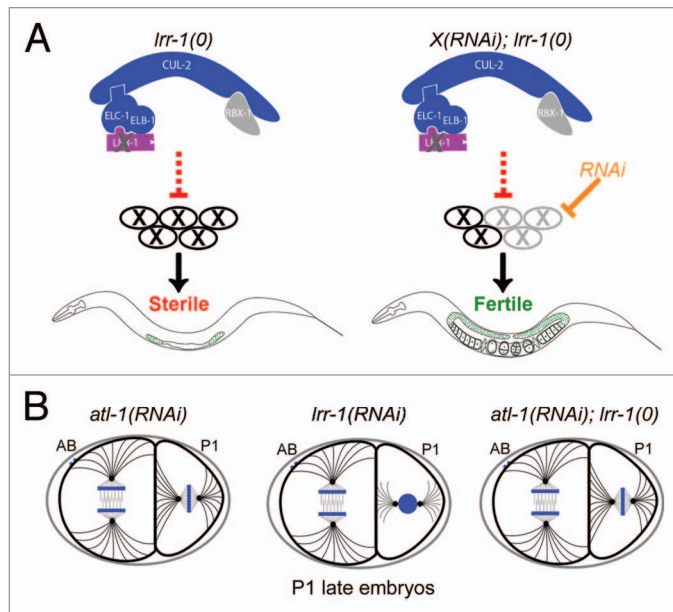 A
lrr-1(0)
X(RNAi); lrr-1(0)
CUL-2
CUL-2
ELC-1
ELB-1
RBX-1
ELC-1
ELB-1
RBX-1
RNAi
X X X
X X
X X X
X X
Sterile
Fertile
B
atl-1(RNAi)
lrr-1(RNAi)
atl-1(RNAi); lrr-1(0)
AB
P1
AB
P1
AB
P1
P1 late embryos